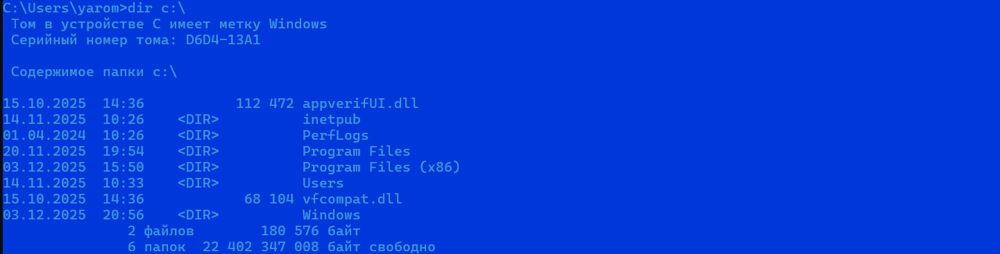 C:\Users\yarom>dir c:\
Том в устройстве C имеет метку Windows
Серийный номер тома: D6D4-13A1
Содержимое папки c:\
15.10.2025  14:36           112 472 appverifUI.dll
14.11.2025  10:26    <DIR>          inetpub
01.04.2024  10:26    <DIR>          PerfLogs
20.11.2025  19:54    <DIR>          Program Files
03.12.2025  15:50    <DIR>          Program Files (x86)
14.11.2025  10:33    <DIR>          Users
15.10.2025  14:36            68 104 vfcompat.dll
03.12.2025  20:56    <DIR>          Windows
2 файлов        180 576 байт
6 папок  22 402 347 008 байт свободно